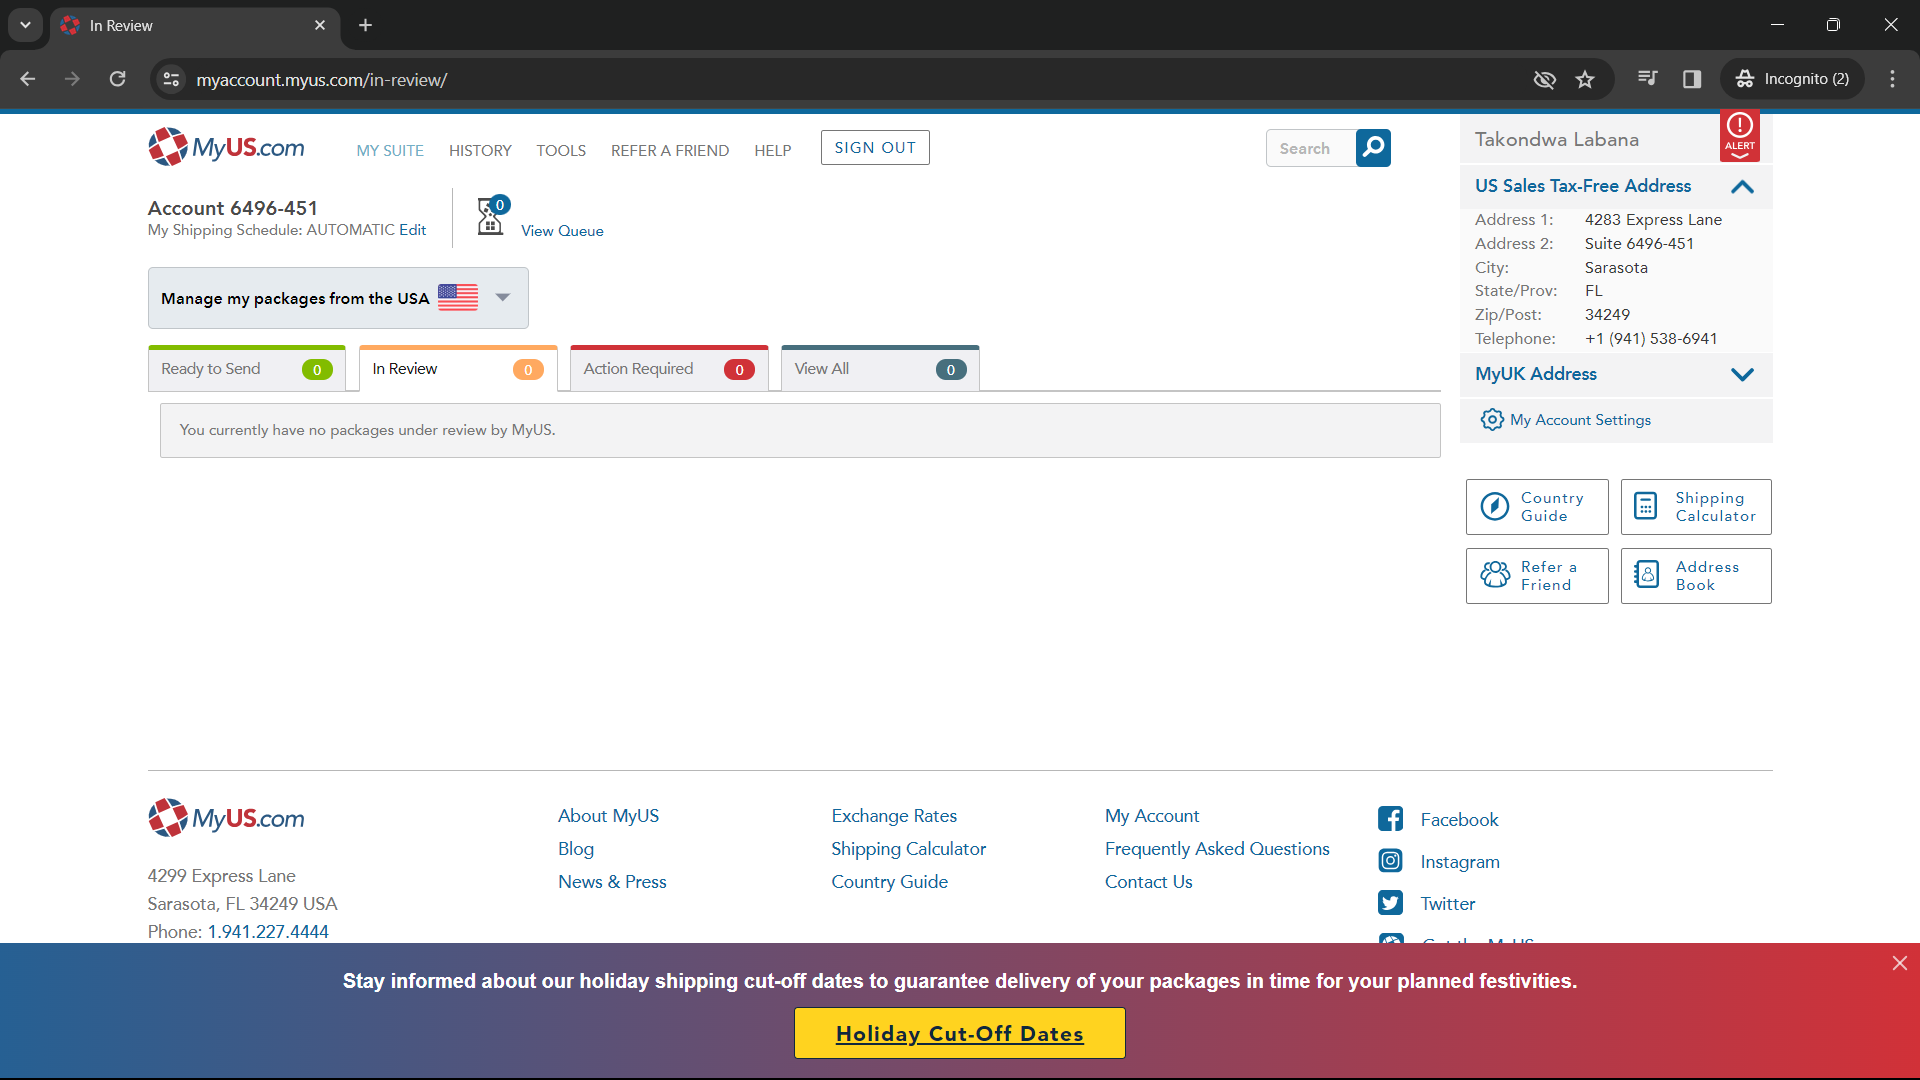 In Review
myaccount.myus.com/in-review/
Incognito (2)
MyUS.com
MY SUITE
HISTORY
TOOLS
REFER A FRIEND
HELP
SIGN OUT
Search
Takondwa Labana
ALERT
Account 6496-451
My Shipping Schedule: AUTOMATIC Edit
0
View Queue
US Sales Tax-Free Address
Address 1: 4283 Express Lane
Address 2: Suite 6496-451
City: Sarasota
State/Prov: FL
Zip/Post: 34249
Telephone: +1 (941) 538-6941
MyUK Address
My Account Settings
Manage my packages from the USA
Ready to Send 0
In Review 0
Action Required 0
View All 0
You currently have no packages under review by MyUS.
Country Guide
Shipping Calculator
Refer a Friend
Address Book
MyUS.com
4299 Express Lane
Sarasota, FL 34249 USA
Phone: 1.941.227.4444
About MyUS
Blog
News & Press
Exchange Rates
Shipping Calculator
Country Guide
My Account
Frequently Asked Questions
Contact Us
Facebook
Instagram
Twitter
Stay informed about our holiday shipping cut-off dates to guarantee delivery of your packages in time for your planned festivities.
Holiday Cut-Off Dates